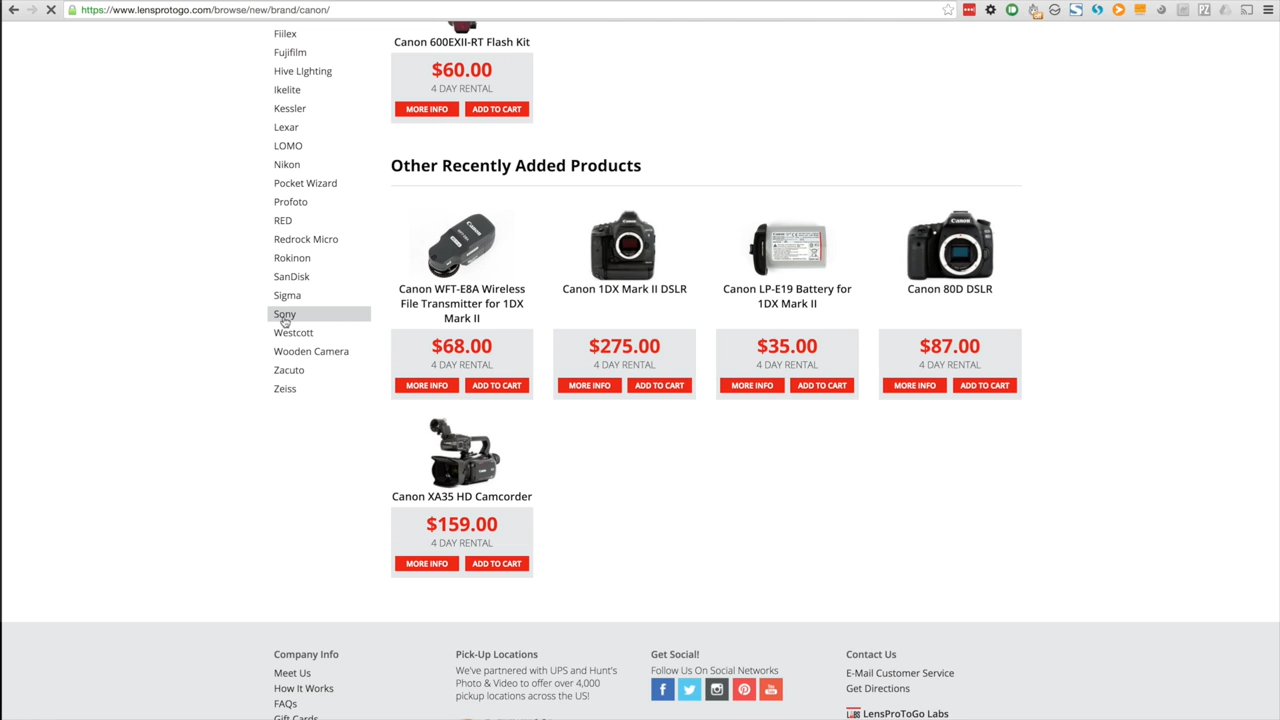 https://www.lensprotogo.com/browse/new/brand/canon/
Fiilex
Fujifilm
Hive LIghting
Ikelite
Kessler
Lexar
LOMO
Nikon
Pocket Wizard
Profoto
RED
Redrock Micro
Rokinon
SanDisk
Sigma
Sony
Westcott
Wooden Camera
Zacuto
Zeiss
Canon 600EXII-RT Flash Kit
$60.00
4 DAY RENTAL
MORE INFO ADD TO CART
Other Recently Added Products
Canon WFT-E8A Wireless
File Transmitter for 1DX
Mark II
$68.00
4 DAY RENTAL
MORE INFO ADD TO CART
Canon 1DX Mark II DSLR
$275.00
4 DAY RENTAL
MORE INFO ADD TO CART
Canon LP-E19 Battery for
1DX Mark II
$35.00
4 DAY RENTAL
MORE INFO ADD TO CART
Canon 80D DSLR
$87.00
4 DAY RENTAL
MORE INFO ADD TO CART
Canon XA35 HD Camcorder
$159.00
4 DAY RENTAL
MORE INFO ADD TO CART
Company Info
Meet Us
How It Works
FAQs
Gift Cards
Pick-Up Locations
We've partnered with UPS and Hunt's
Photo & Video to offer over 4,000
pickup locations across the US!
Get Social!
Follow Us On Social Networks
Contact Us
E-Mail Customer Service
Get Directions
LensProToGo Labs